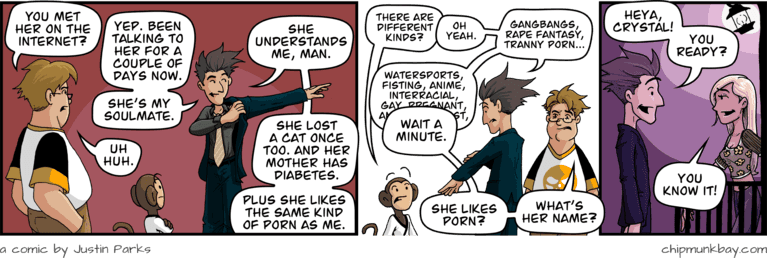 YOU MET
HER ON THE
INTERNET?
YEP. BEEN
TALKING TO
HER FOR A
COUPLE OF
DAYS NOW.
SHE'S MY
SOULMATE.
UH
HUH.
SHE
UNDERSTANDS
ME, MAN.
SHE LOST
A CAT ONCE
TOO. AND HER
MOTHER HAS
DIABETES.
PLUS SHE LIKES
THE SAME KIND
OF PORN AS ME.
THERE ARE
DIFFERENT
KINDS?
OH
YEAH.
GANGBANGS,
RAPE FANTASY,
TRANNY PORN...
WATERSPORTS,
FISTING, ANIME,
INTERRACIAL,
GAY, PREGNANT,
WAIT A
MINUTE.
SHE LIKES
PORN?
WHAT'S
HER NAME?
HEYA,
CRYSTAL!
YOU
READY?
YOU
KNOW IT!
a comic by Justin Parks
chipmunkbay.com